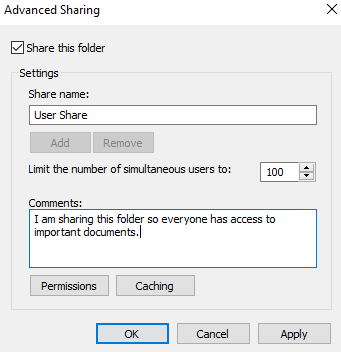 Advanced Sharing
Share this folder
Settings
Share name:
User Share
Add Remove
Limit the number of simultaneous users to: 100
Comments:
I am sharing this folder so everyone has access to
important documents.
Permissions Caching
OK Cancel Apply